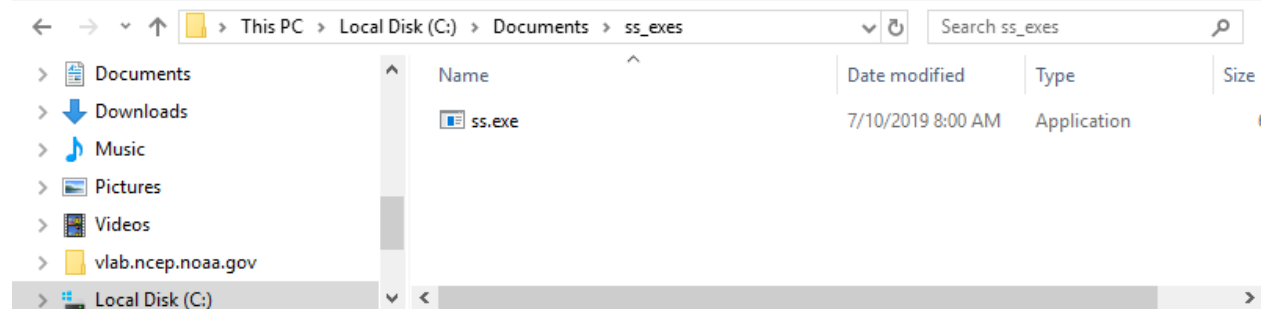 This PC > Local Disk (C:) > Documents > ss_exes Search ss_exes
Documents Name Date modified Type Size
Downloads
ss.exe 7/10/2019 8:00 AM Application
Music
Pictures
Videos
vlab.ncep.noaa.gov
Local Disk (C:)